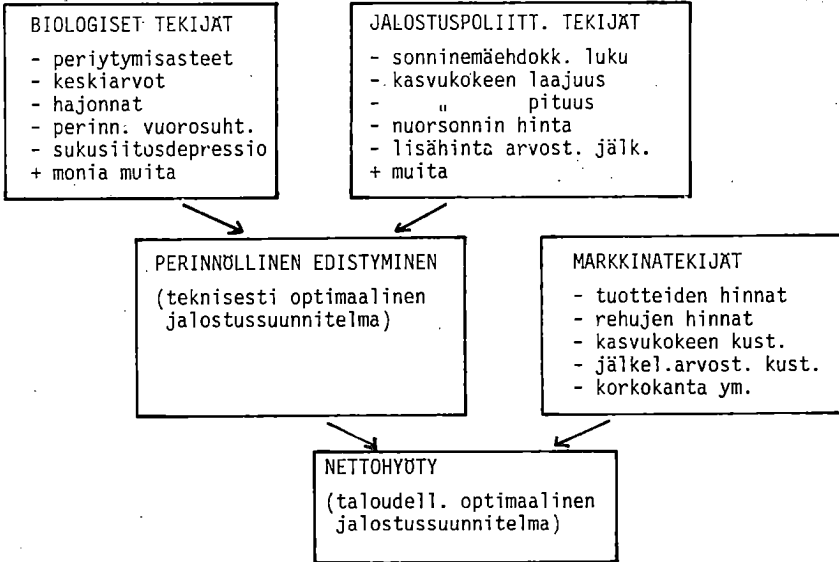 BIOLOGISET TEKIJÄT
- periytymisasteet
- keskiarvot
- hajonnat
- perinn. vuorosuht.
- sukusiitosdepressio
+ monia muita
JALOSTUSPOLIITT. TEKIJÄT
- sonninemäehdokk. luku
- kasvukokeen laajuus
- " pituus
- nuorsonnin hinta
- lisähinta arvost. jälk.
+ muita
PERINNÖLLINEN EDISTYMINEN
(teknisesti optimaalinen
jalostussuunnitelma)
MARKKINATEKIJÄT
- tuotteiden hinnat
- rehujen hinnat
- kasvukokeen kust.
- jälkel.arvost. kust.
- korkokanta ym.
NETTOHYÖTY
(taloudell. optimaalinen
jalostussuunnitelma)